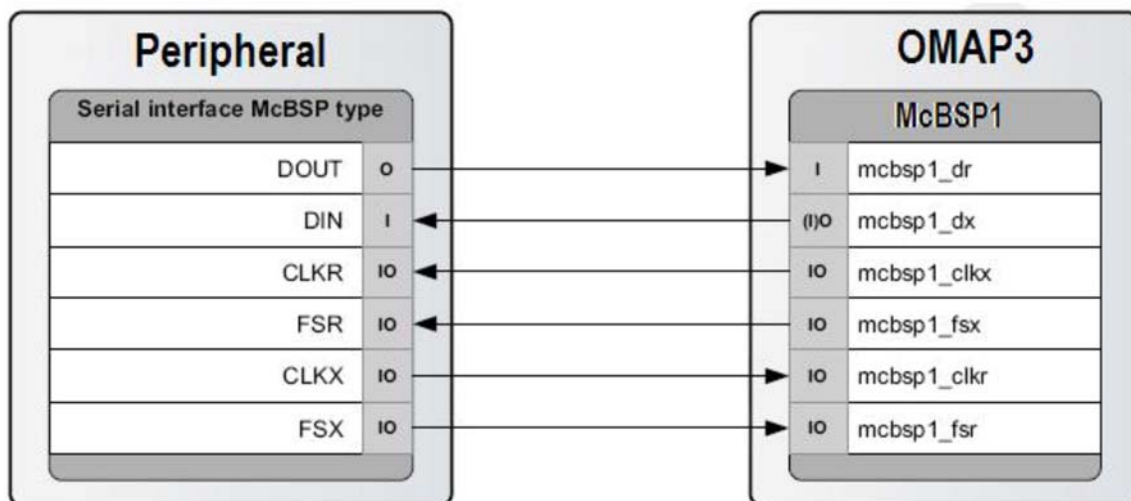 Peripheral
OMAP3
Serial interface McBSP type
McBSP1
DOUT O I mcbsp1_dr
DIN I (I)O mcbsp1_dx
CLKR IO IO mcbsp1_clkx
FSR IO IO mcbsp1_fsx
CLKX IO IO mcbsp1_clkr
FSX IO IO mcbsp1_fsr